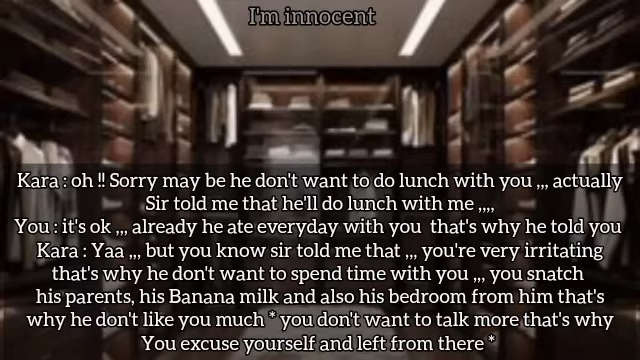 I'm innocent
Kara : oh !! Sorry may be he don't want to do lunch with you ,,, actually
Sir told me that he'll do lunch with me ,,,,
You : it's ok ,,, already he ate everyday with you  that's why he told you
Kara : Yaa ,,, but you know sir told me that ,,, you're very irritating
that's why he don't want to spend time with you ,,, you snatch
his parents, his Banana milk and also his bedroom from him that's
why he don't like you much * you don't want to talk more that's why
You excuse yourself and left from there *